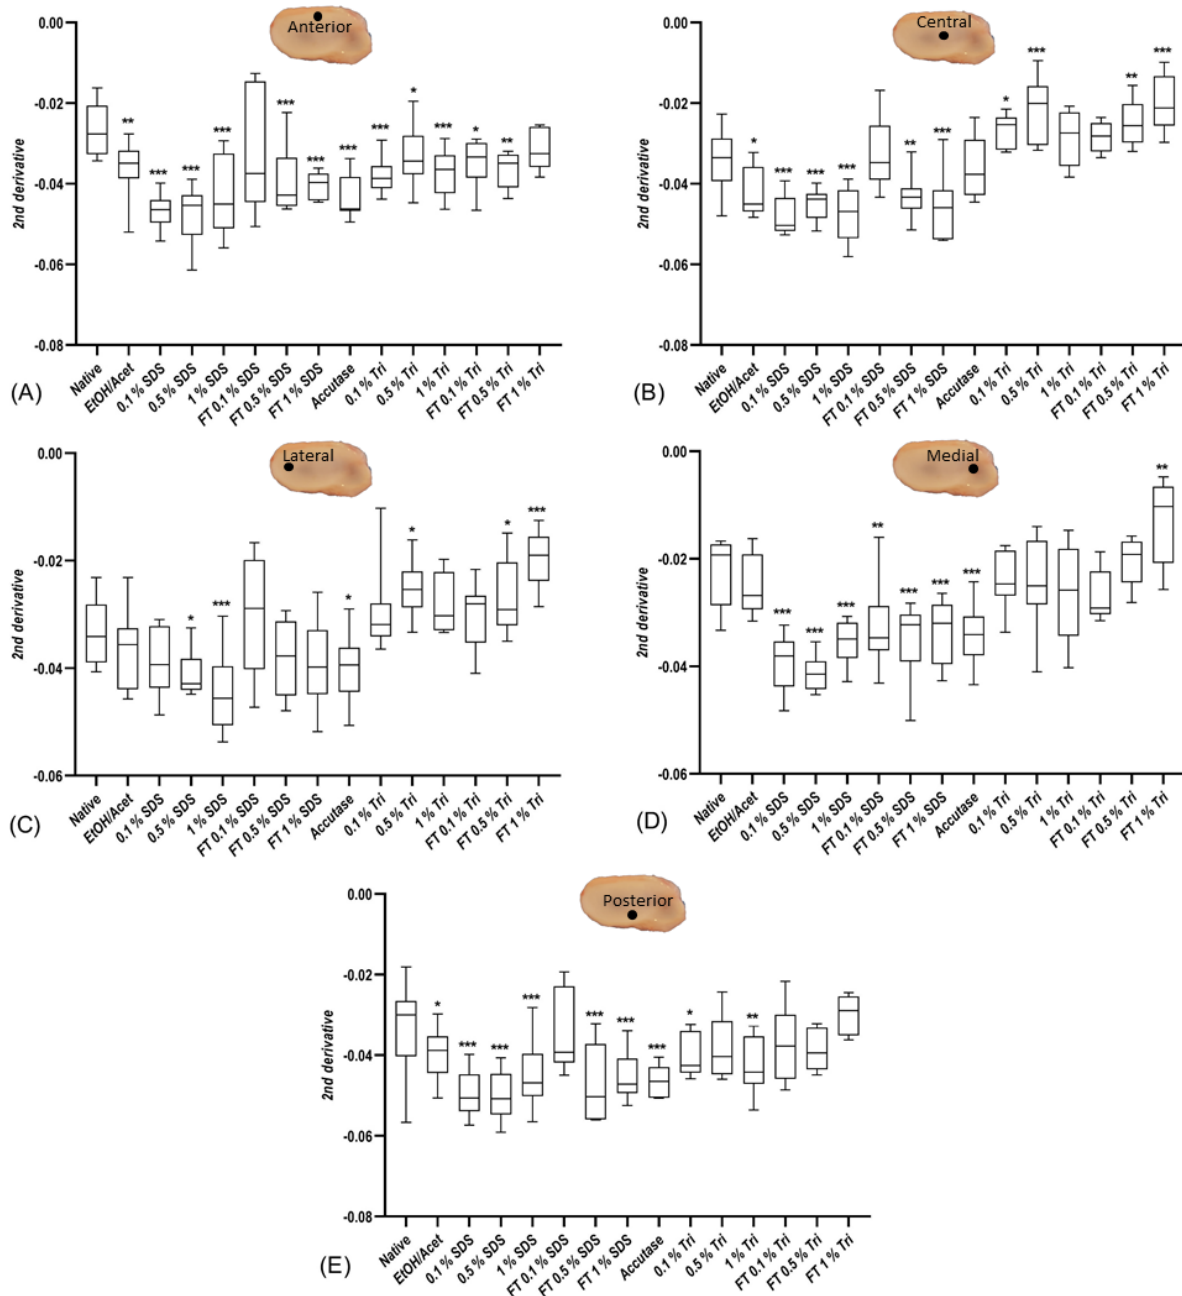 0.00
-0.02
-0.04
-0.06
-0.08
2nd derivative
Anterior
** *** *** *** *** *** *** *** * *** * **
Native EtOH/Acet 0.1 % SDS 0.5 % SDS 1 % SDS FT 0.1 % SDS FT 0.5 % SDS FT 1 % SDS Accutase 0.1 % Tri 0.5 % Tri 1 % Tri FT 0.1 % Tri FT 0.5 % Tri FT 1 % Tri
(A)
0.00
-0.02
-0.04
-0.06
-0.08
2nd derivative
Central
* *** *** *** ** *** * *** ** ***
Native EtOH/Acet 0.1 % SDS 0.5 % SDS 1 % SDS FT 0.1 % SDS FT 0.5 % SDS FT 1 % SDS Accutase 0.1 % Tri 0.5 % Tri 1 % Tri FT 0.1 % Tri FT 0.5 % Tri FT 1 % Tri
(B)
0.00
-0.02
-0.04
-0.06
2nd derivative
Lateral
* *** * * * ***
Native EtOH/Acet 0.1 % SDS 0.5 % SDS 1 % SDS FT 0.1 % SDS FT 0.5 % SDS FT 1 % SDS Accutase 0.1 % Tri 0.5 % Tri 1 % Tri FT 0.1 % Tri FT 0.5 % Tri FT 1 % Tri
(C)
0.00
-0.02
-0.04
-0.06
2nd derivative
Medial
*** *** *** ** *** *** *** **
Native EtOH/Acet 0.1 % SDS 0.5 % SDS 1 % SDS FT 0.1 % SDS FT 0.5 % SDS FT 1 % SDS Accutase 0.1 % Tri 0.5 % Tri 1 % Tri FT 0.1 % Tri FT 0.5 % Tri FT 1 % Tri
(D)
0.00
-0.02
-0.04
-0.06
-0.08
2nd derivative
Posterior
* *** *** *** *** *** *** * **
Native EtOH/Acet 0.1 % SDS 0.5 % SDS 1 % SDS FT 0.1 % SDS FT 0.5 % SDS FT 1 % SDS Accutase 0.1 % Tri 0.5 % Tri 1 % Tri FT 0.1 % Tri FT 0.5 % Tri FT 1 % Tri
(E)